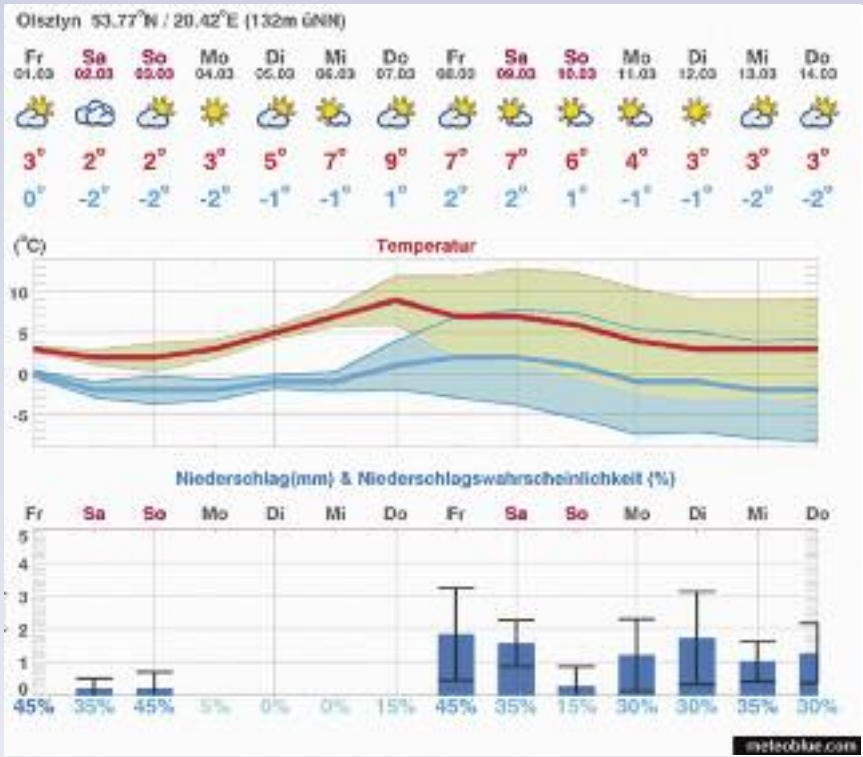 Olsztyn 53.77°N / 20.42°E (132m üNN)
Fr Sa So Mo Di Mi Do Fr Sa So Mo Di Mi Do
01.03 02.03 03.03 04.03 05.03 06.03 07.03 08.03 09.03 10.03 11.03 12.03 13.03 14.03
3° 2° 2° 3° 5° 7° 9° 7° 7° 6° 4° 3° 3° 3°
0° -2° -2° -2° -1° -1° 1° 2° 2° 1° -1° -1° -2° -2°
(°C) Temperatur
10
5
0
-5
Niederschlag(mm) & Niederschlagswahrscheinlichkeit (%)
Fr Sa So Mo Di Mi Do Fr Sa So Mo Di Mi Do
5
4
3
2
1
0
45% 35% 45% 5% 0% 0% 15% 45% 35% 15% 30% 30% 35% 30%
meteoblue.com